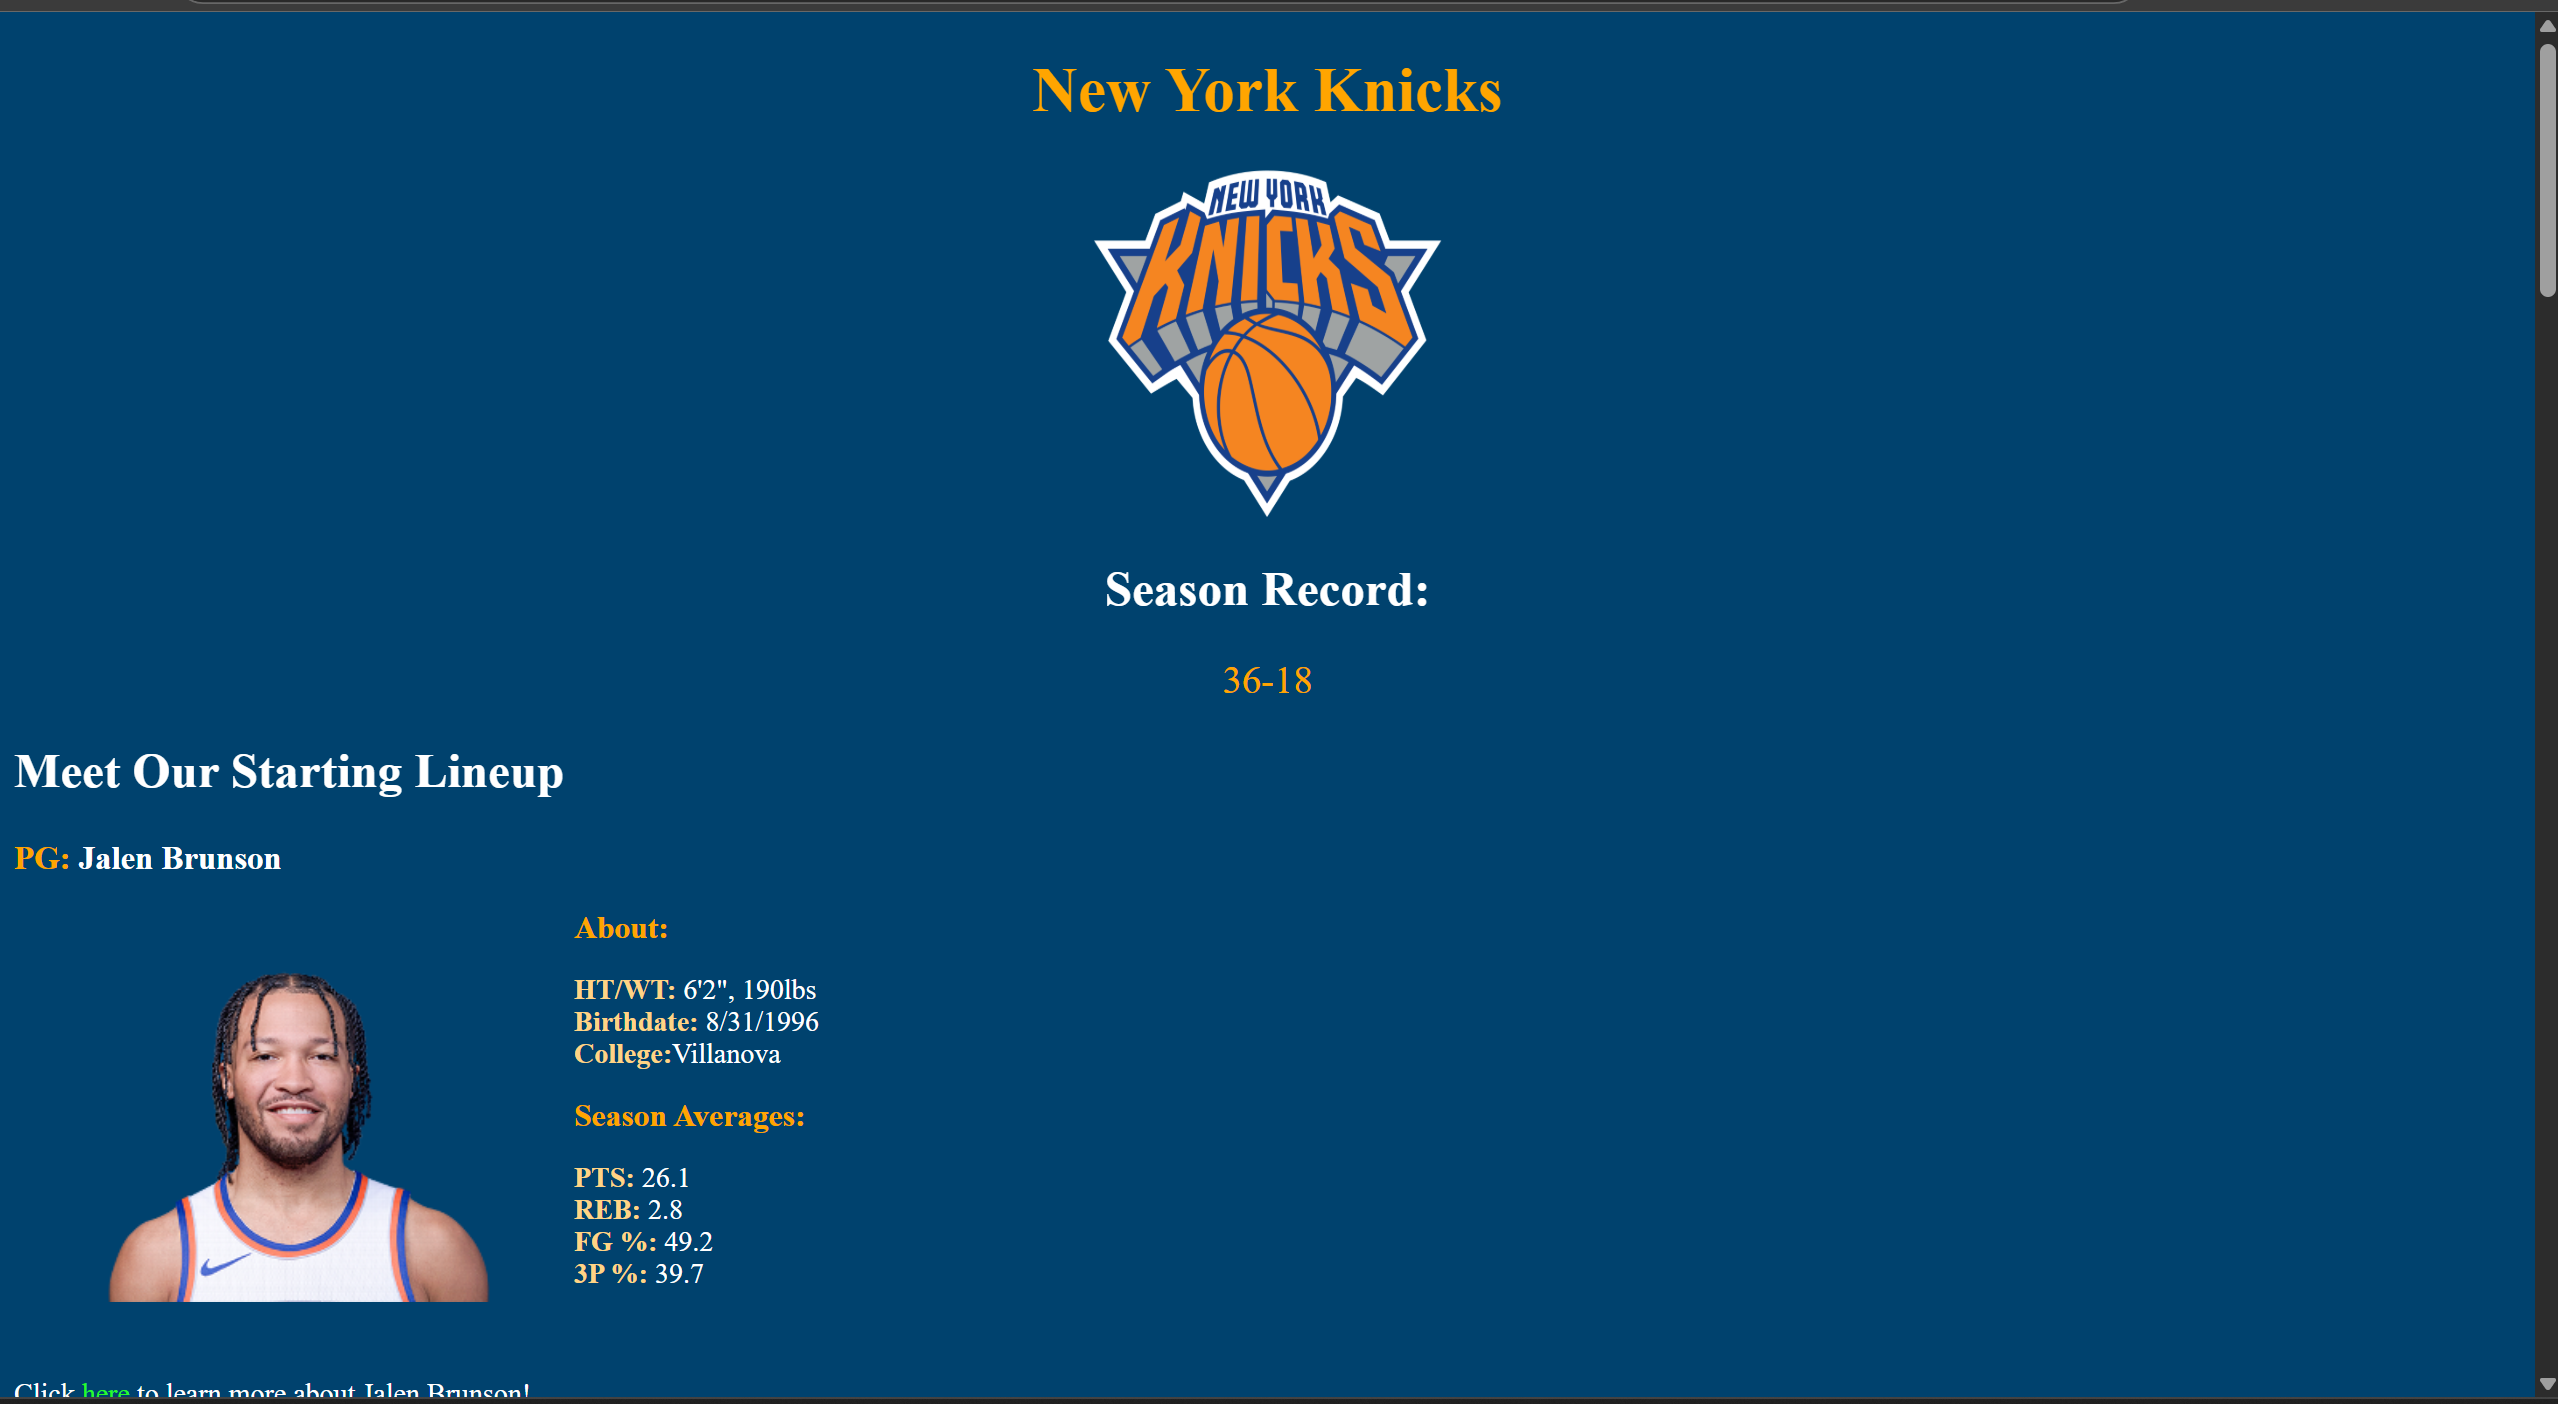 New York Knicks
NEW YORK
KNICKS
Season Record:
36-18
Meet Our Starting Lineup
PG: Jalen Brunson
About:
HT/WT: 6'2", 190lbs
Birthdate: 8/31/1996
College:Villanova
Season Averages:
PTS: 26.1
REB: 2.8
FG %: 49.2
3P %: 39.7
Click here to learn more about Jalen Brunson!